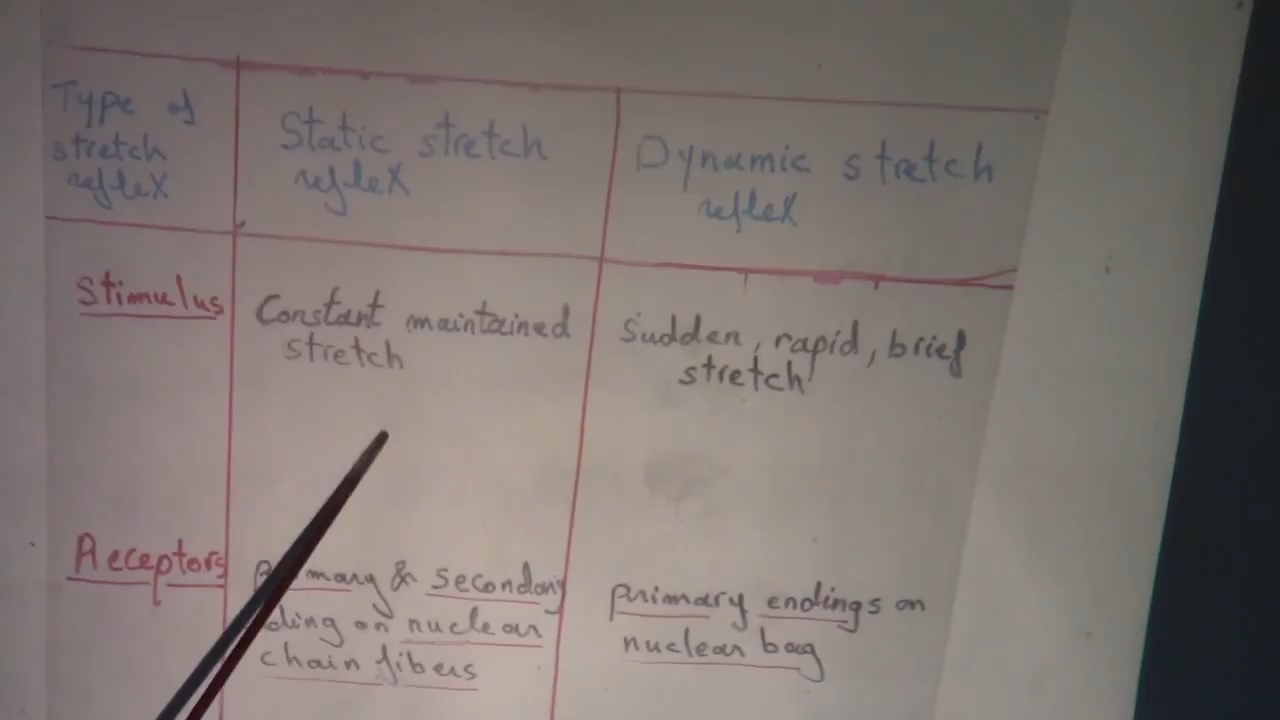 Type of
stretch
reflex
Static stretch
reflex
Dynamic stretch
reflex
Stimulus
Constant maintained
stretch
Sudden, rapid, brief
stretch
Receptors
& secondary
on nuclear
chain fibers
primary endings on
nuclear bag